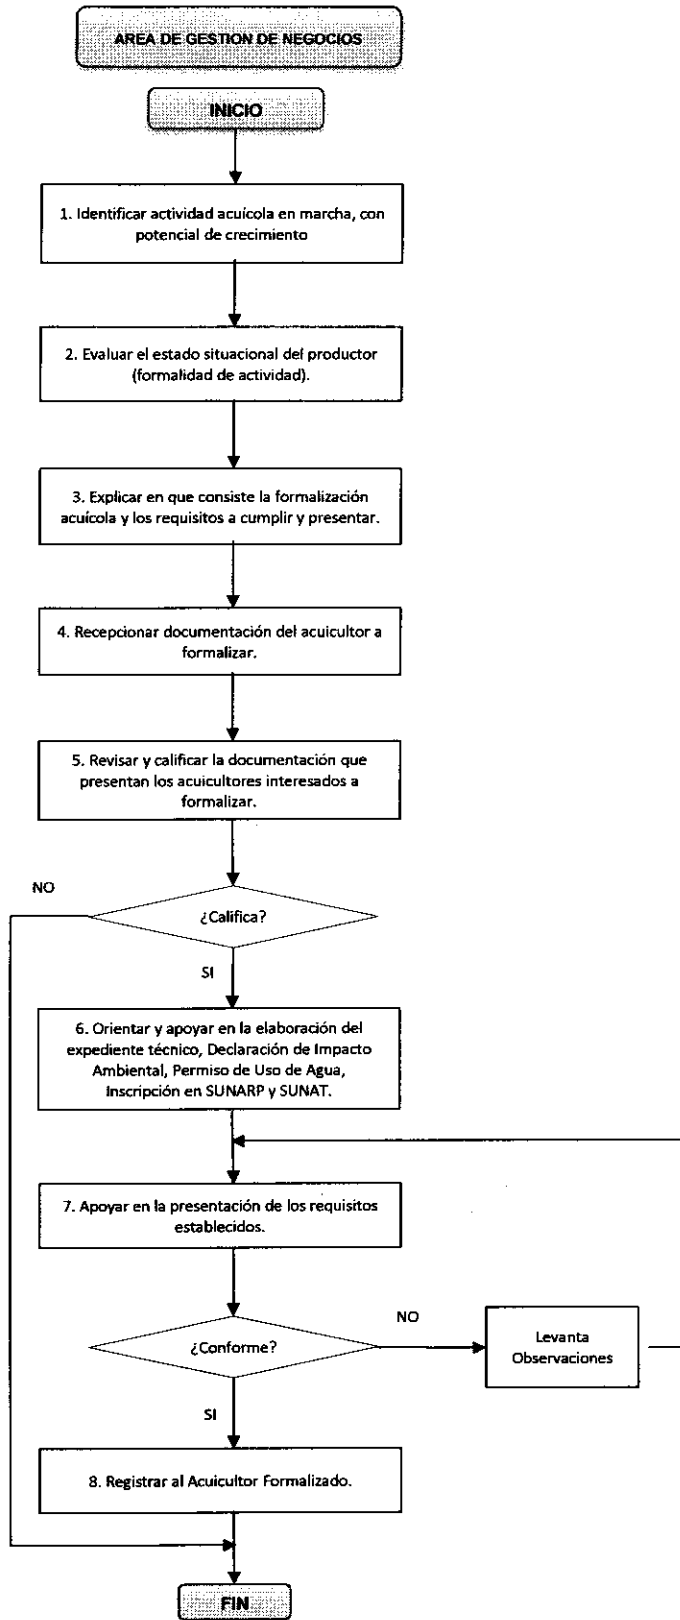 AREA DE GESTION DE NEGOCIOS
INICIO
1. Identificar actividad acuícola en marcha, con
potencial de crecimiento
2. Evaluar el estado situacional del productor
(formalidad de actividad).
3. Explicar en que consiste la formalización
acuícola y los requisitos a cumplir y presentar.
4. Recepcionar documentación del acuicultor a
formalizar.
5. Revisar y calificar la documentación que
presentan los acuicultores interesados a
formalizar.
NO
¿Califica?
SI
6. Orientar y apoyar en la elaboración del
expediente técnico, Declaración de Impacto
Ambiental, Permiso de Uso de Agua,
Inscripción en SUNARP y SUNAT.
7. Apoyar en la presentación de los requisitos
establecidos.
NO
¿Conforme?
Levanta
Observaciones
SI
8. Registrar al Acuicultor Formalizado.
FIN